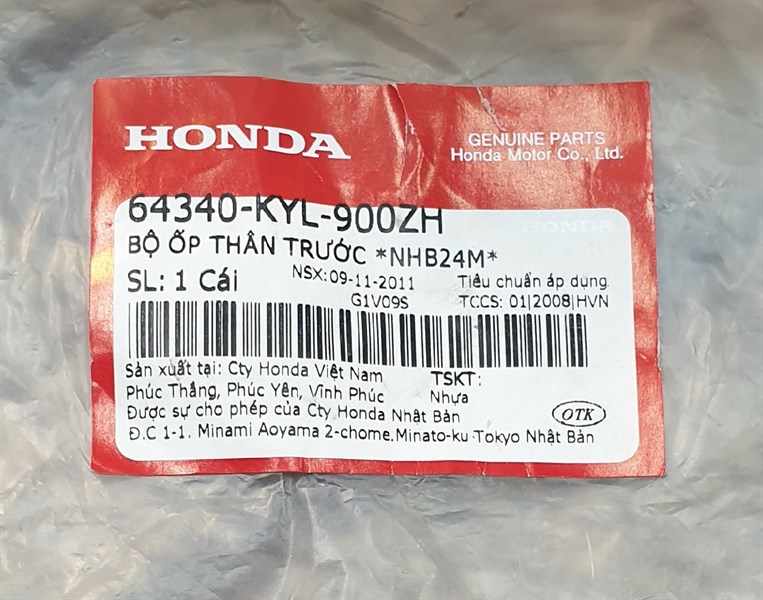 HONDA
GENUINE PARTS
Honda Motor Co., Ltd.
64340-KYL-900ZH
HONDA
BỘ ỐP THÂN TRƯỚC *NHB24M*
SL: 1 Cái
NSX:09-11-2011
Tiêu chuẩn áp dụng
G1V09S
TCCS: 01|2008|HVN
Sản xuất tại: Cty Honda Việt Nam
TSKT:
Phúc Thắng, Phúc Yên, Vĩnh Phúc
Nhựa
Được sự cho phép của Cty Honda Nhật Bản
OTK
Đ.C 1-1. Minami Aoyama 2-chome.Minato-ku Tokyo Nhật Bản